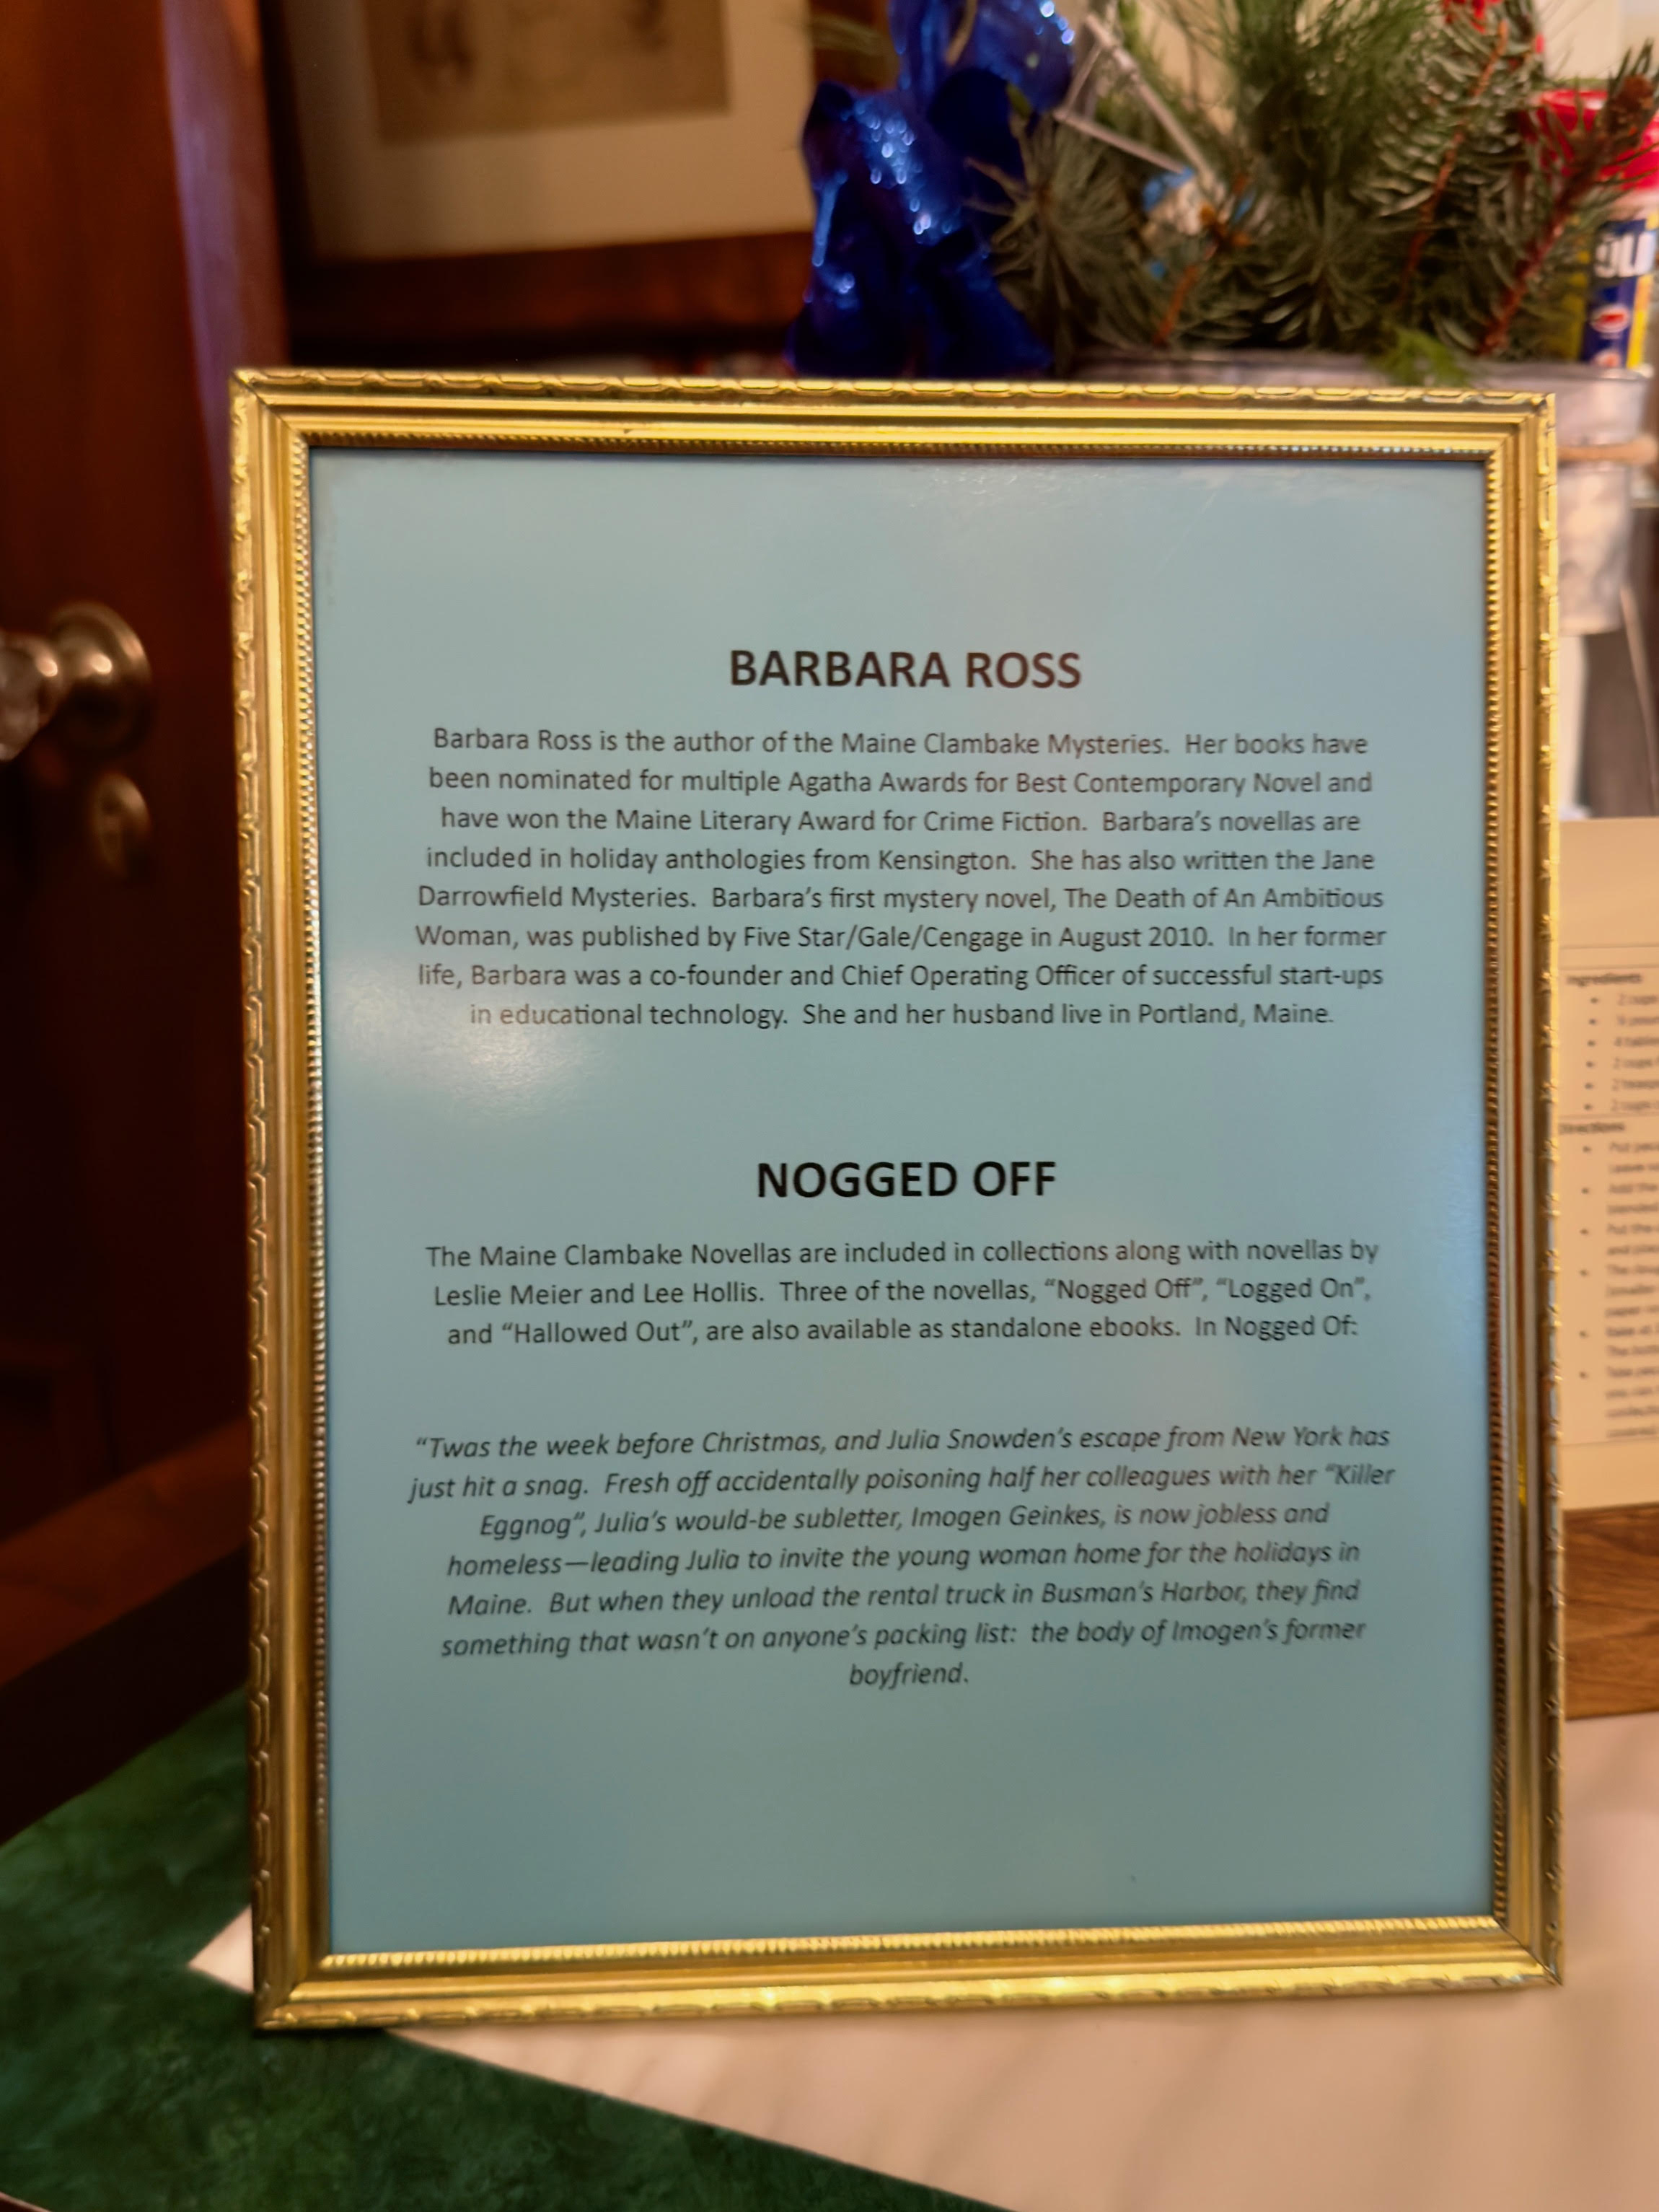 BARBARA ROSS
Barbara Ross is the author of the Maine Clambake Mysteries. Her books have
been nominated for multiple Agatha Awards for Best Contemporary Novel and
have won the Maine Literary Award for Crime Fiction. Barbara’s novellas are
included in holiday anthologies from Kensington. She has also written the Jane
Darrowfield Mysteries. Barbara’s first mystery novel, The Death of An Ambitious
Woman, was published by Five Star/Gale/Cengage in August 2010. In her former
life, Barbara was a co-founder and Chief Operating Officer of successful start-ups
in educational technology. She and her husband live in Portland, Maine.
NOGGED OFF
The Maine Clambake Novellas are included in collections along with novellas by
Leslie Meier and Lee Hollis. Three of the novellas, “Nogged Off”, “Logged On”,
and “Hallowed Out”, are also available as standalone ebooks. In Nogged Of:
“Twas the week before Christmas, and Julia Snowden’s escape from New York has
just hit a snag. Fresh off accidentally poisoning half her colleagues with her “Killer
Eggnog”, Julia’s would-be subletter, Imogen Geinkes, is now jobless and
homeless—leading Julia to invite the young woman home for the holidays in
Maine. But when they unload the rental truck in Busman’s Harbor, they find
something that wasn’t on anyone’s packing list: the body of Imogen’s former
boyfriend.
Ingredients
Directions